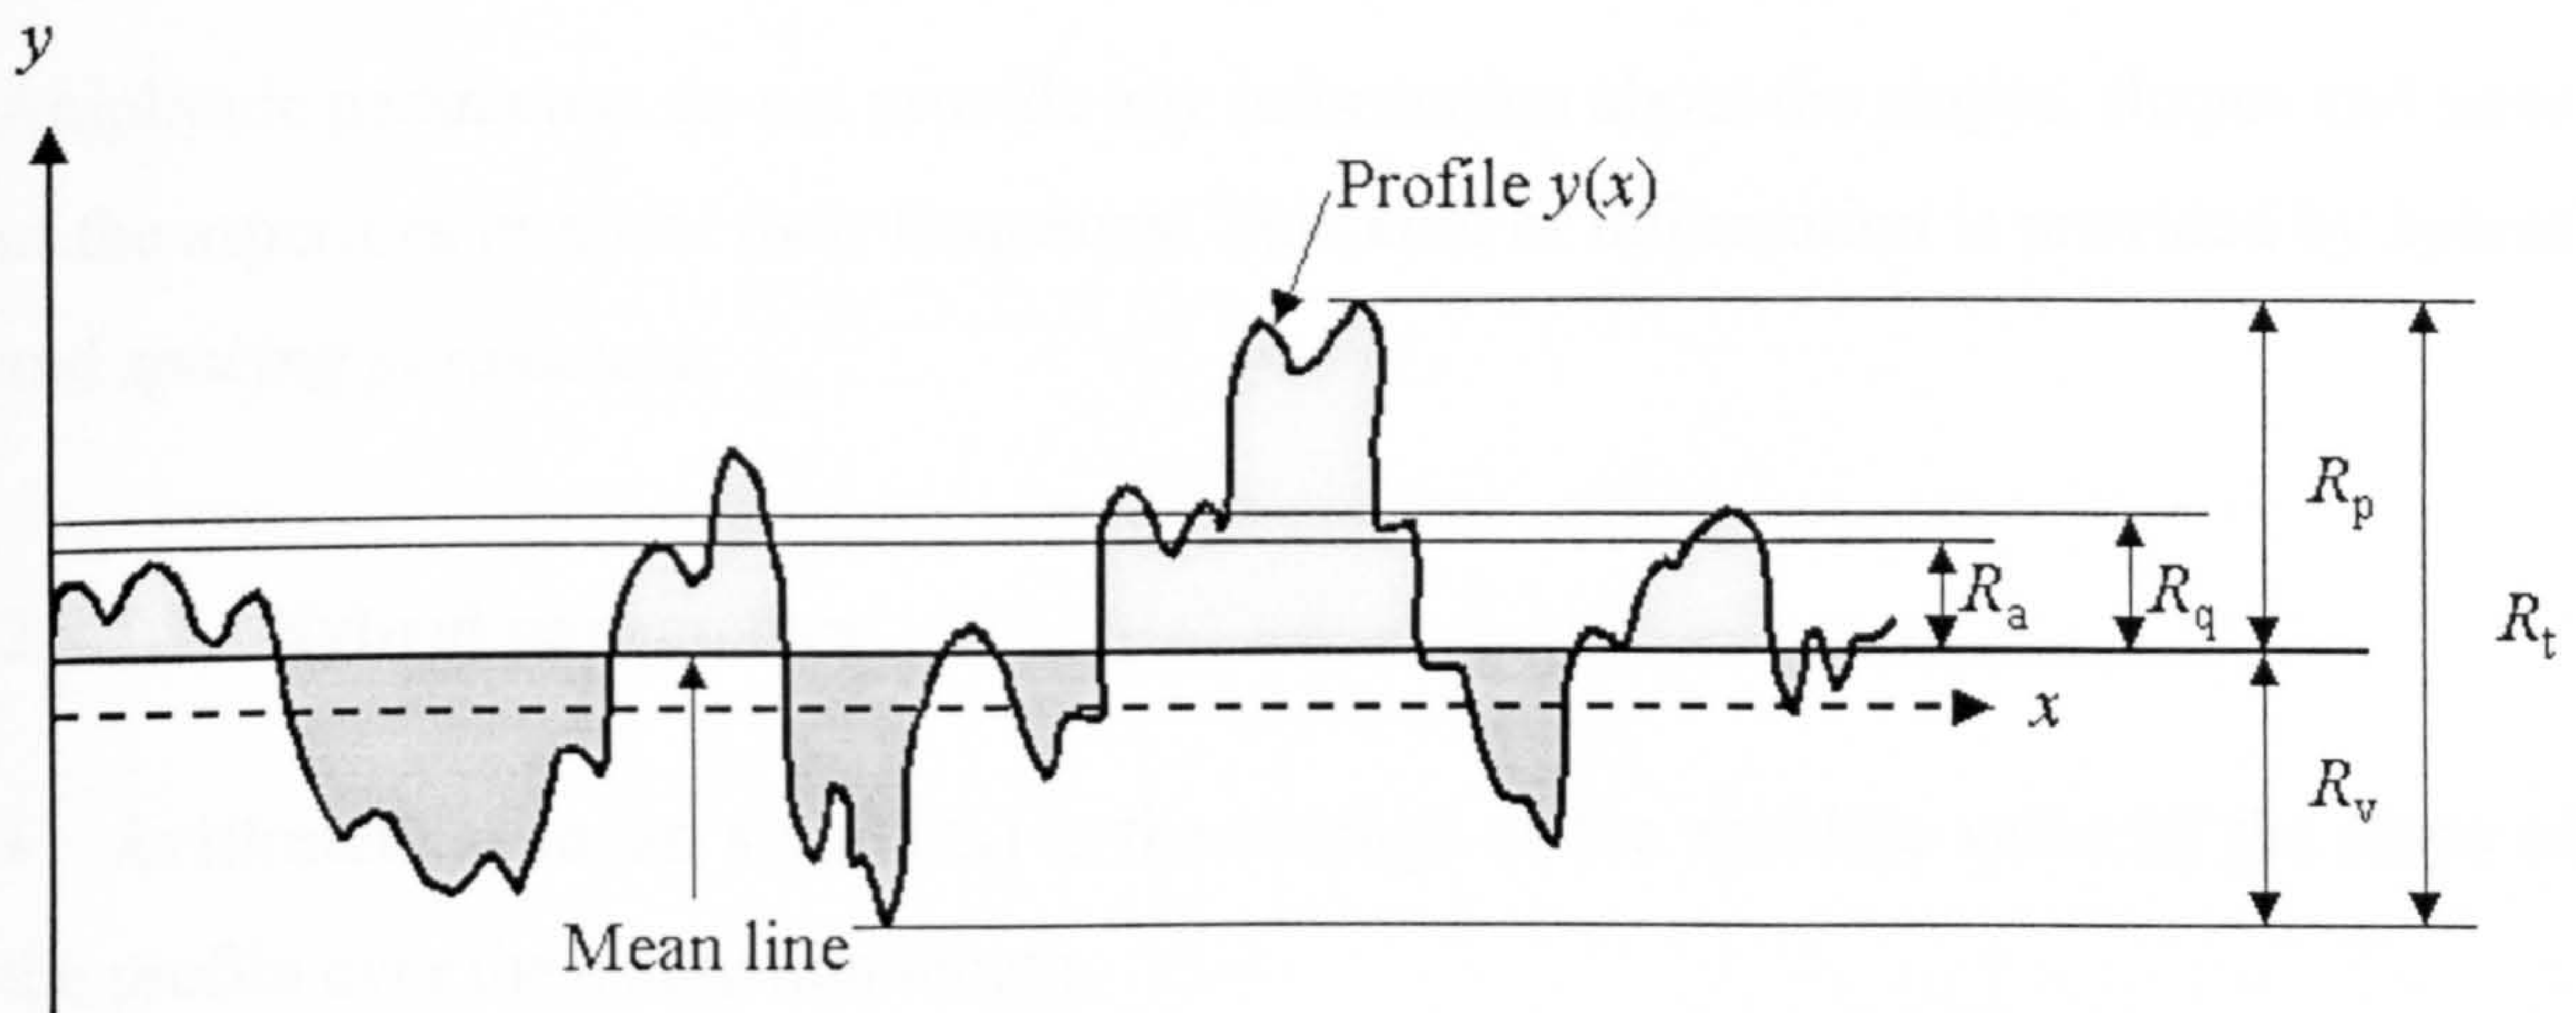 y
Profile y(x)
Rp
Ra
Rq
Rt
x
Rv
Mean line